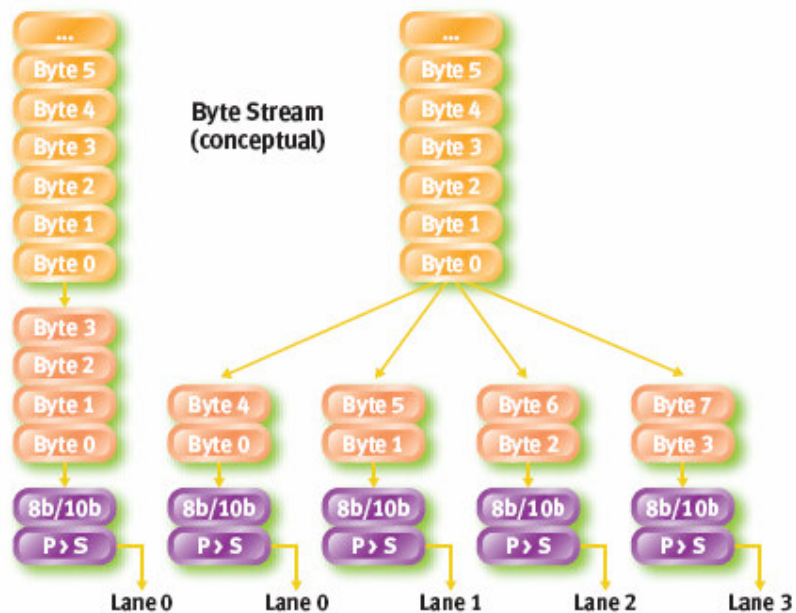 ...
Byte 5
Byte 4
Byte 3
Byte 2
Byte 1
Byte 0
Byte 3
Byte 2
Byte 1
Byte 0
8b/10b
P›S
Lane 0
Byte Stream
(conceptual)
...
Byte 5
Byte 4
Byte 3
Byte 2
Byte 1
Byte 0
Byte 4
Byte 0
8b/10b
P›S
Lane 0
Byte 5
Byte 1
8b/10b
P›S
Lane 1
Byte 6
Byte 2
8b/10b
P›S
Lane 2
Byte 7
Byte 3
8b/10b
P›S
Lane 3